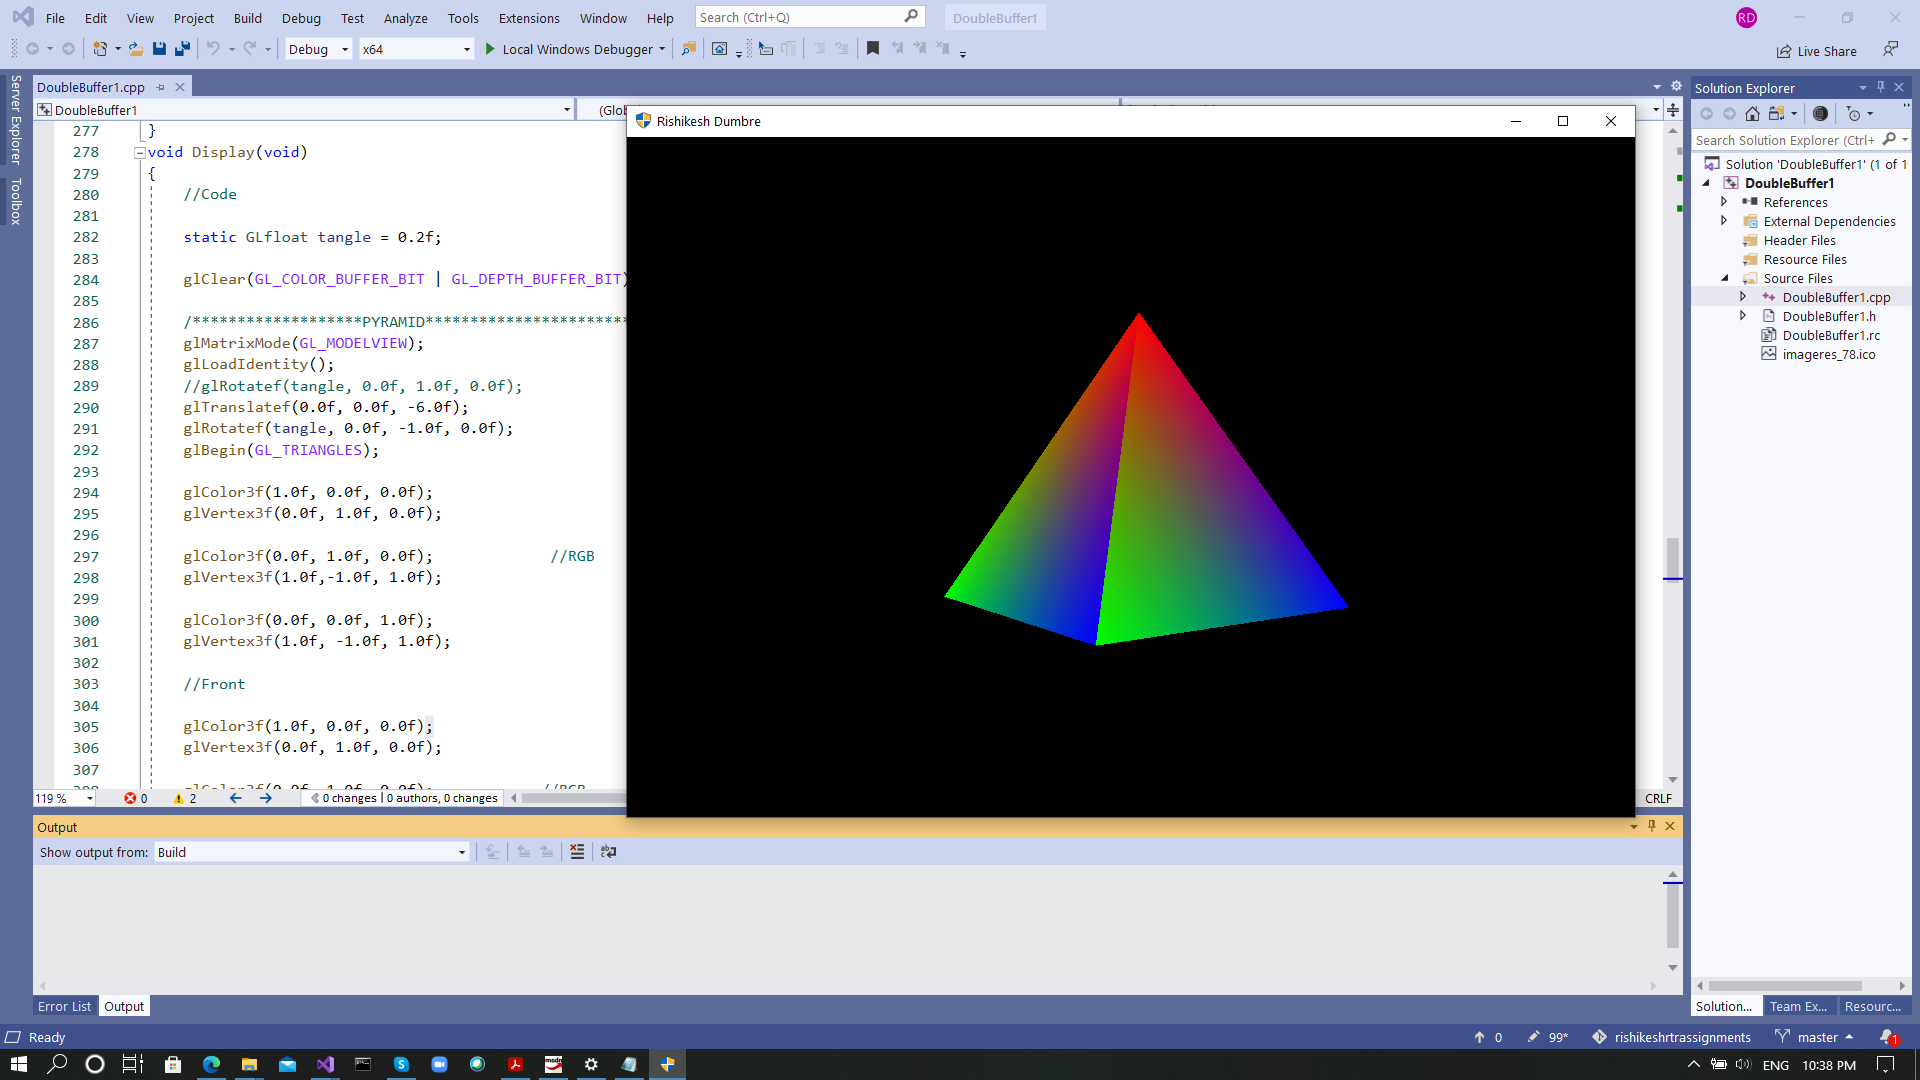 File Edit View Project Build Debug Test Analyze Tools Extensions Window Help Search (Ctrl+Q) DoubleBuffer1 RD
Debug x64 Local Windows Debugger Live Share
Server Explorer
Toolbox
DoubleBuffer1.cpp
DoubleBuffer1 (Glob
277 }
278 void Display(void)
279 {
280 //Code
281
282 static GLfloat tangle = 0.2f;
283
284 glClear(GL_COLOR_BUFFER_BIT | GL_DEPTH_BUFFER_BIT)
285
286 /*******************PYRAMID***********************
287 glMatrixMode(GL_MODELVIEW);
288 glLoadIdentity();
289 //glRotatef(tangle, 0.0f, 1.0f, 0.0f);
290 glTranslatef(0.0f, 0.0f, -6.0f);
291 glRotatef(tangle, 0.0f, -1.0f, 0.0f);
292 glBegin(GL_TRIANGLES);
293
294 glColor3f(1.0f, 0.0f, 0.0f);
295 glVertex3f(0.0f, 1.0f, 0.0f);
296
297 glColor3f(0.0f, 1.0f, 0.0f); //RGB
298 glVertex3f(1.0f,-1.0f, 1.0f);
299
300 glColor3f(0.0f, 0.0f, 1.0f);
301 glVertex3f(1.0f, -1.0f, 1.0f);
302
303 //Front
304
305 glColor3f(1.0f, 0.0f, 0.0f);
306 glVertex3f(0.0f, 1.0f, 0.0f);
307
Rishikesh Dumbre
119 % 0 2 0 changes | 0 authors, 0 changes CRLF
Output
Show output from: Build
Error List Output
Solution Explorer
Search Solution Explorer (Ctrl+
Solution 'DoubleBuffer1' (1 of 1
DoubleBuffer1
References
External Dependencies
Header Files
Resource Files
Source Files
DoubleBuffer1.cpp
DoubleBuffer1.h
DoubleBuffer1.rc
imageres_78.ico
Solution... Team Ex... Resourc...
Ready 0 99* rishikeshrtrassignments master 1
ENG 10:38 PM